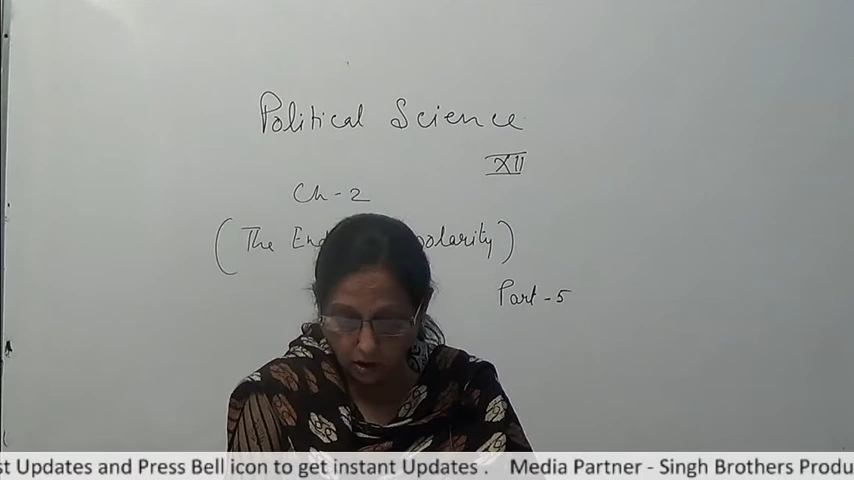 Political Science
XII
Ch-2
(The End olarity)
Part-5
st Updates and Press Bell icon to get instant Updates . Media Partner - Singh Brothers Produ